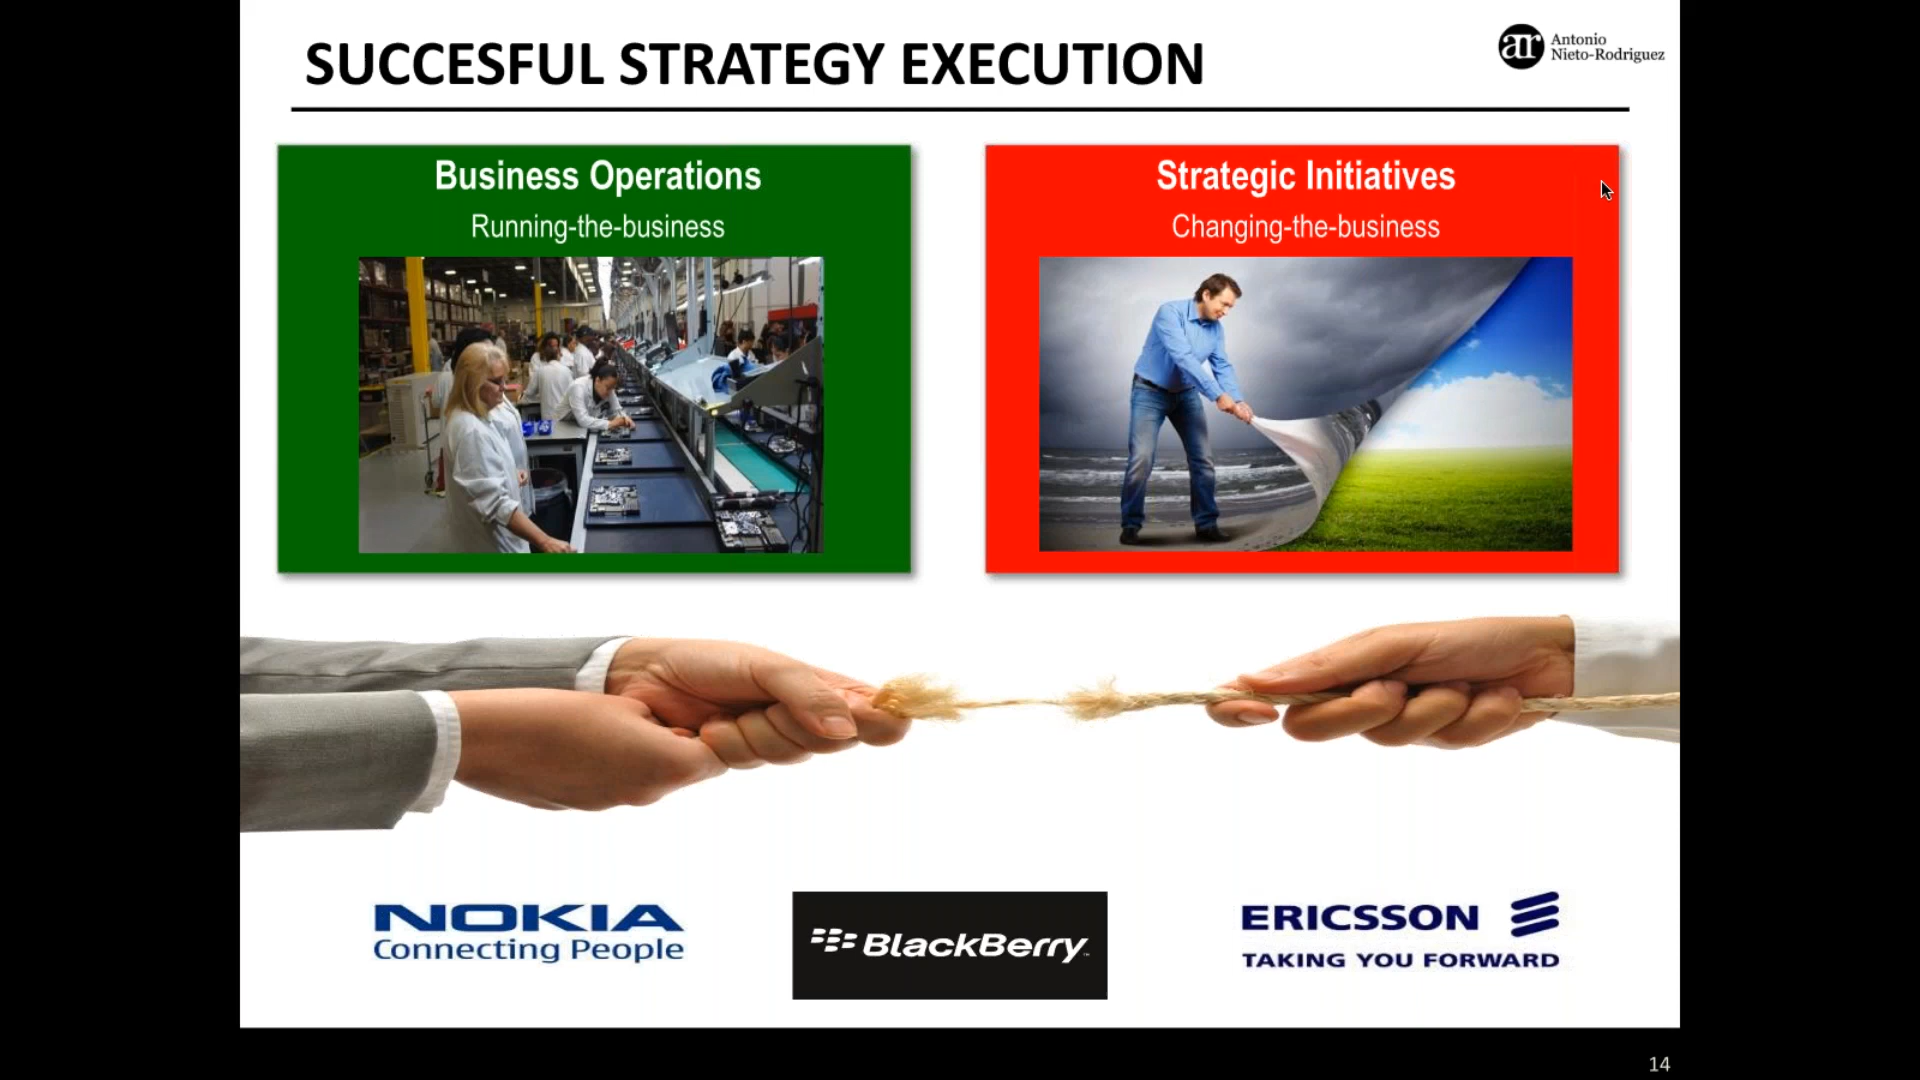 SUCCESFUL STRATEGY EXECUTION
ar Antonio
Nieto-Rodriguez
Business Operations
Running-the-business
Strategic Initiatives
Changing-the-business
NOKIA
Connecting People
BlackBerry
ERICSSON
TAKING YOU FORWARD
14